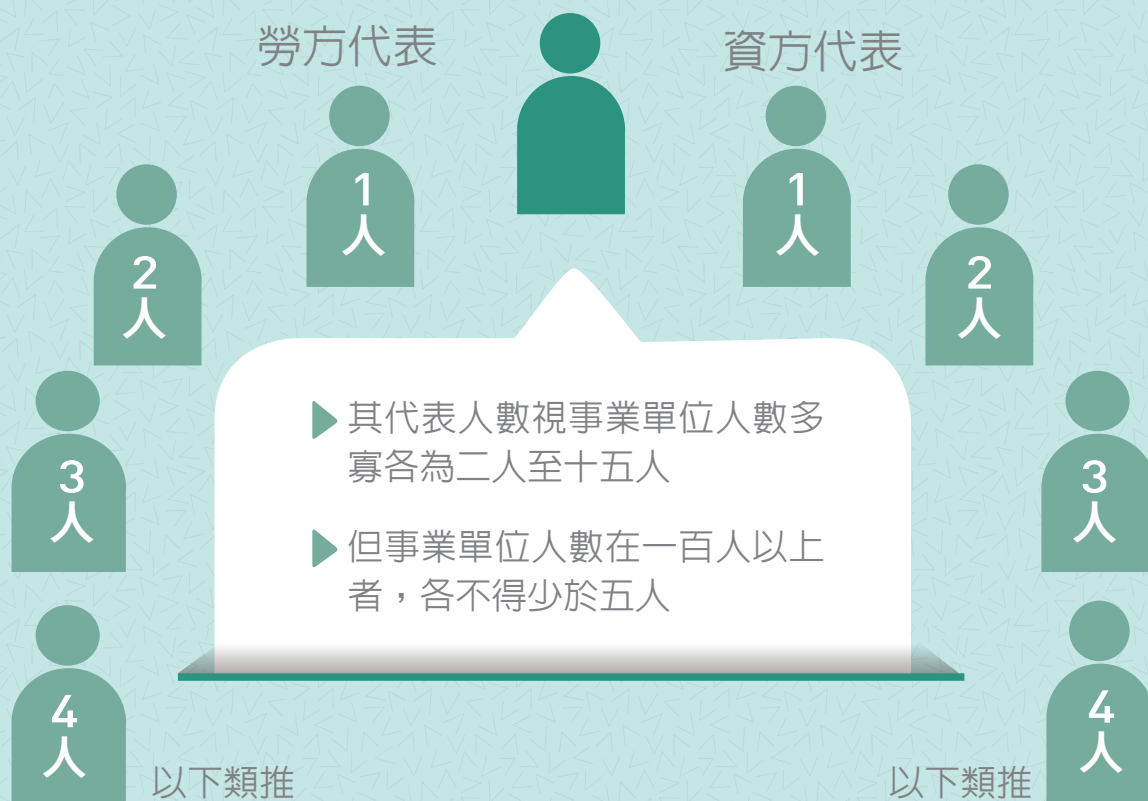 勞方代表
資方代表
1
人
1
人
2
人
2
人
3
人
3
人
4
人
4
人
其代表人數視事業單位人數多
寡各為二人至十五人
但事業單位人數在一百人以上
者，各不得少於五人
以下類推
以下類推